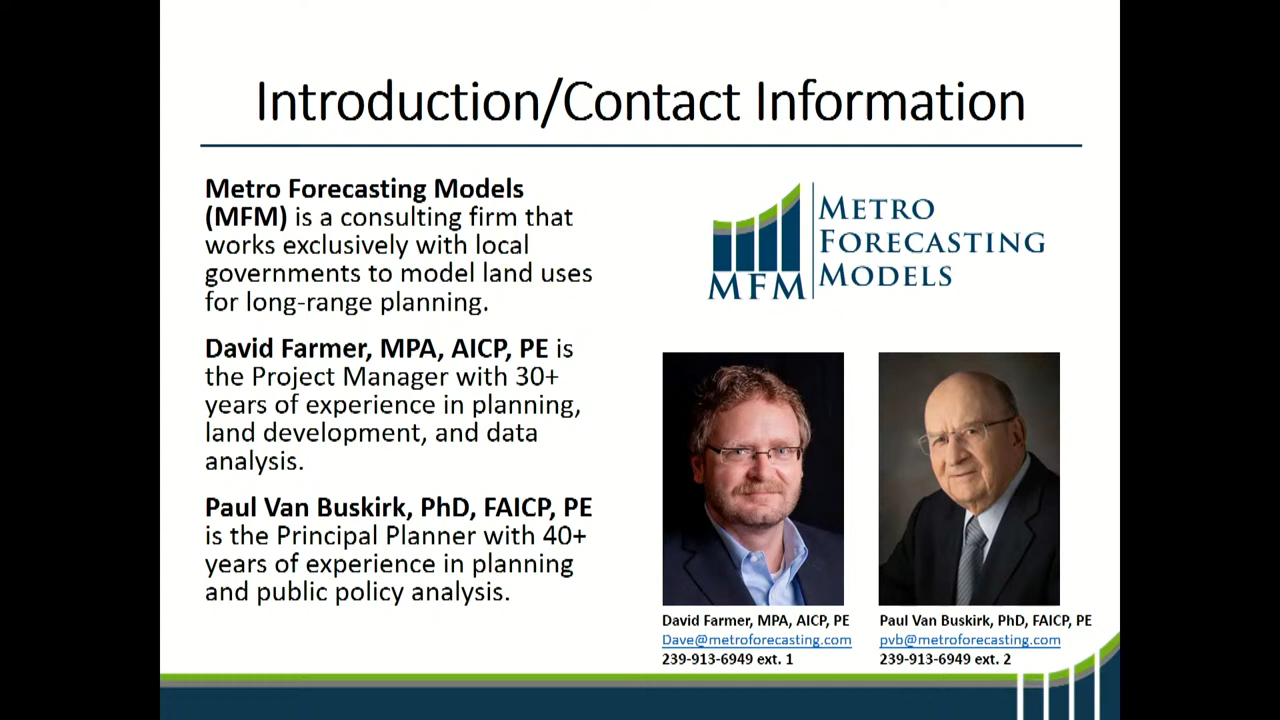 Introduction/Contact Information
Metro Forecasting Models
(MFM) is a consulting firm that
works exclusively with local
governments to model land uses
for long-range planning.
David Farmer, MPA, AICP, PE is
the Project Manager with 30+
years of experience in planning,
land development, and data
analysis.
Paul Van Buskirk, PhD, FAICP, PE
is the Principal Planner with 40+
years of experience in planning
and public policy analysis.
MFM
METRO
FORECASTING
MODELS
David Farmer, MPA, AICP, PE
Dave@metroforecasting.com
239-913-6949 ext. 1
Paul Van Buskirk, PhD, FAICP, PE
pvb@metroforecasting.com
239-913-6949 ext. 2